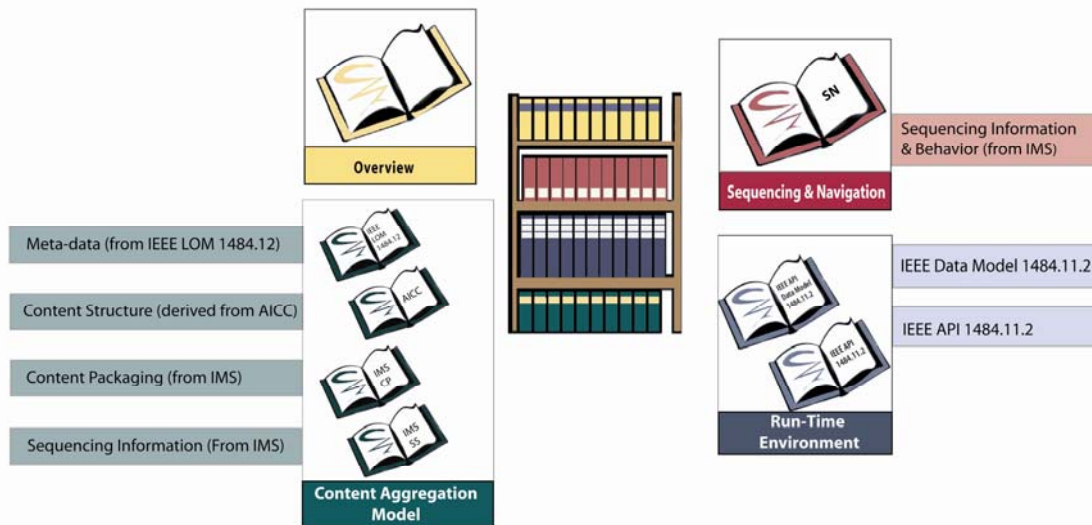 Overview
Meta-data (from IEEE LOM 1484.12)
Content Structure (derived from AICC)
Content Packaging (from IMS)
Sequencing Information (From IMS)
IEEE
LOM
1484.12
AICC
IMS
CP
IMS
SS
Content Aggregation
Model
SN
Sequencing & Navigation
Sequencing Information
& Behavior (from IMS)
IEEE API
Data Model
1484.11.2
IEEE API
1484.11.2
Run-Time
Environment
IEEE Data Model 1484.11.2
IEEE API 1484.11.2